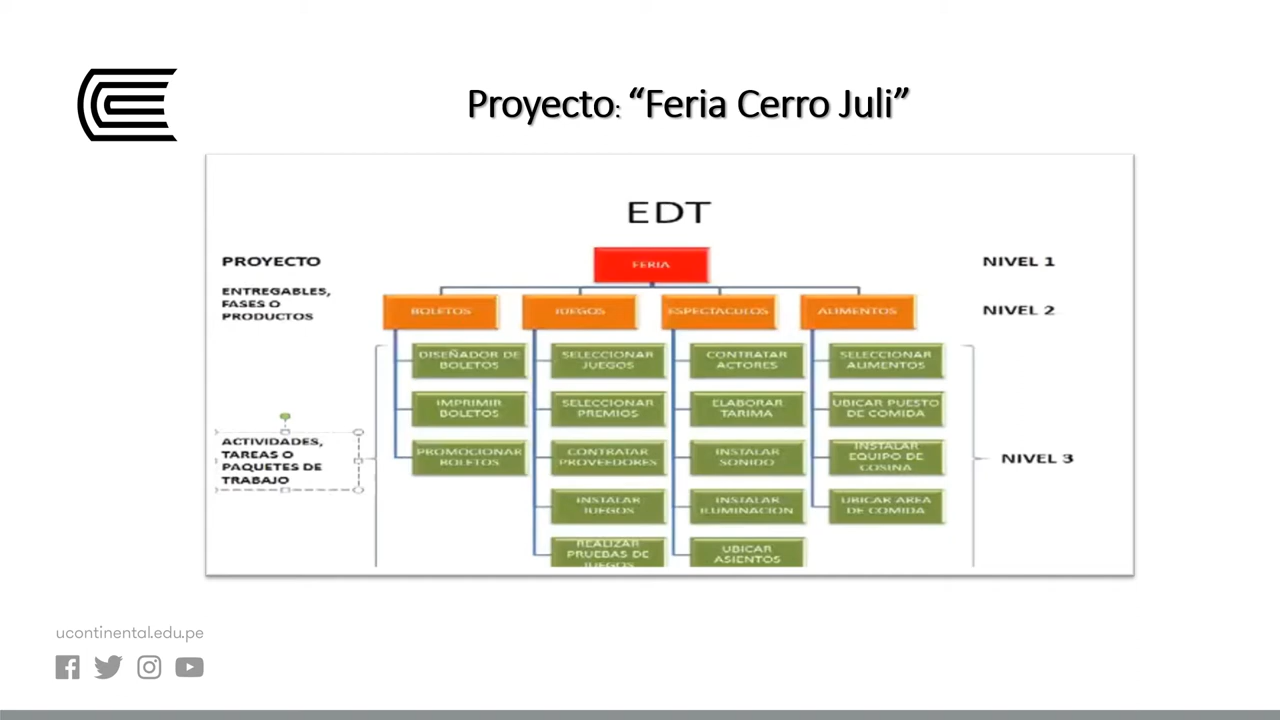 Proyecto: “Feria Cerro Juli”
EDT
PROYECTO
FERIA
NIVEL 1
ENTREGABLES,
FASES O
PRODUCTOS
BOLETOS
JUEGOS
ESPECTACULOS
ALIMENTOS
NIVEL 2
DISEÑADOR DE
BOLETOS
SELECCIONAR
JUEGOS
CONTRATAR
ACTORES
SELECCIONAR
ALIMENTOS
IMPRIMIR
BOLETOS
SELECCIONAR
PREMIOS
ELABORAR
TARIMA
UBICAR PUESTO
DE COMIDA
ACTIVIDADES,
TAREAS O
PAQUETES DE
TRABAJO
PROMOCIONAR
BOLETOS
CONTRATAR
PROVEEDORES
INSTALAR
SONIDO
INSTALAR
EQUIPO DE
COSINA
NIVEL 3
INSTALAR
JUEGOS
INSTALAR
ILUMINACION
UBICAR AREA
DE COMIDA
REALIZAR
PRUEBAS DE
JUEGOS
UBICAR
ASIENTOS
ucontinental.edu.pe